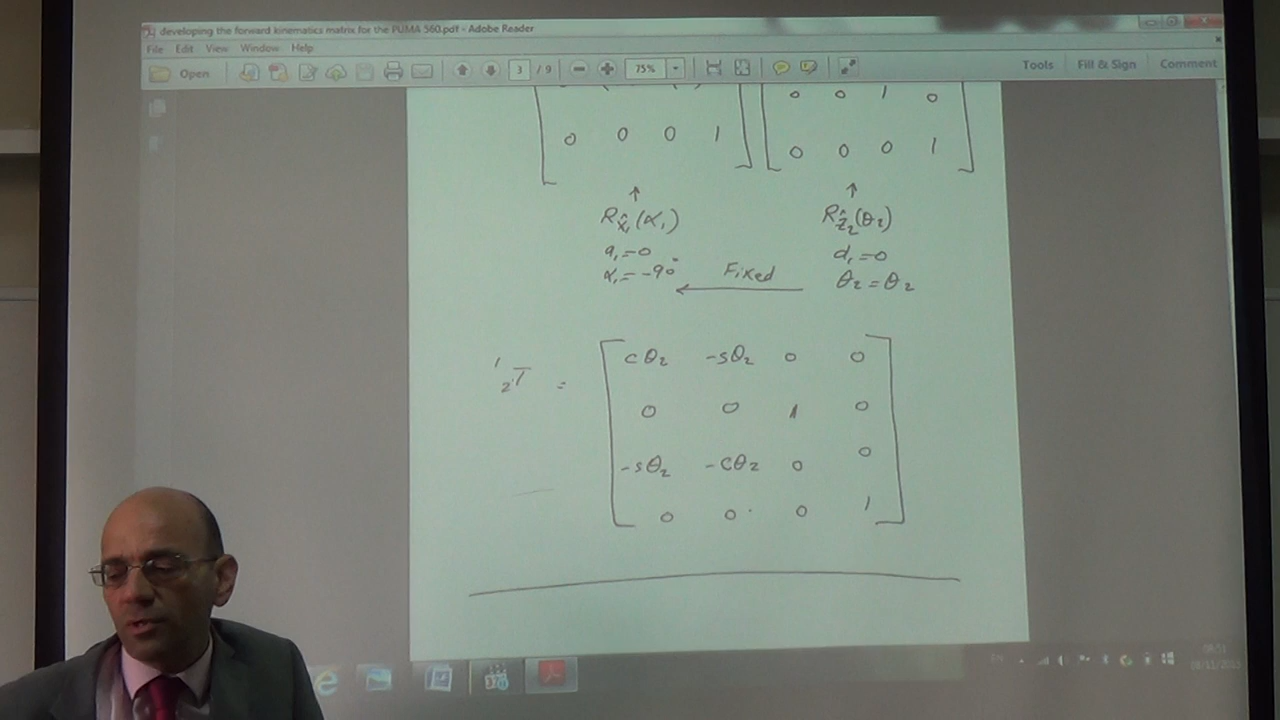 developing the forward kinematics matrix for the PUMA 560.pdf - Adobe Reader
File Edit View Window Help
Open 3 / 9 75% Tools Fill & Sign Comment
0 0 1 0
0 0 0 1 0 0 0 1
↑ ↑
R x̂₁(α₁) R ẑ₂(θ₂)
a₁=0 d₁=0
α₁=-90° Fixed θ₂=θ₂
←
¹₂T = cθ₂ -sθ₂ 0 0
0 0 1 0
-sθ₂ -cθ₂ 0 0
0 0 0 1